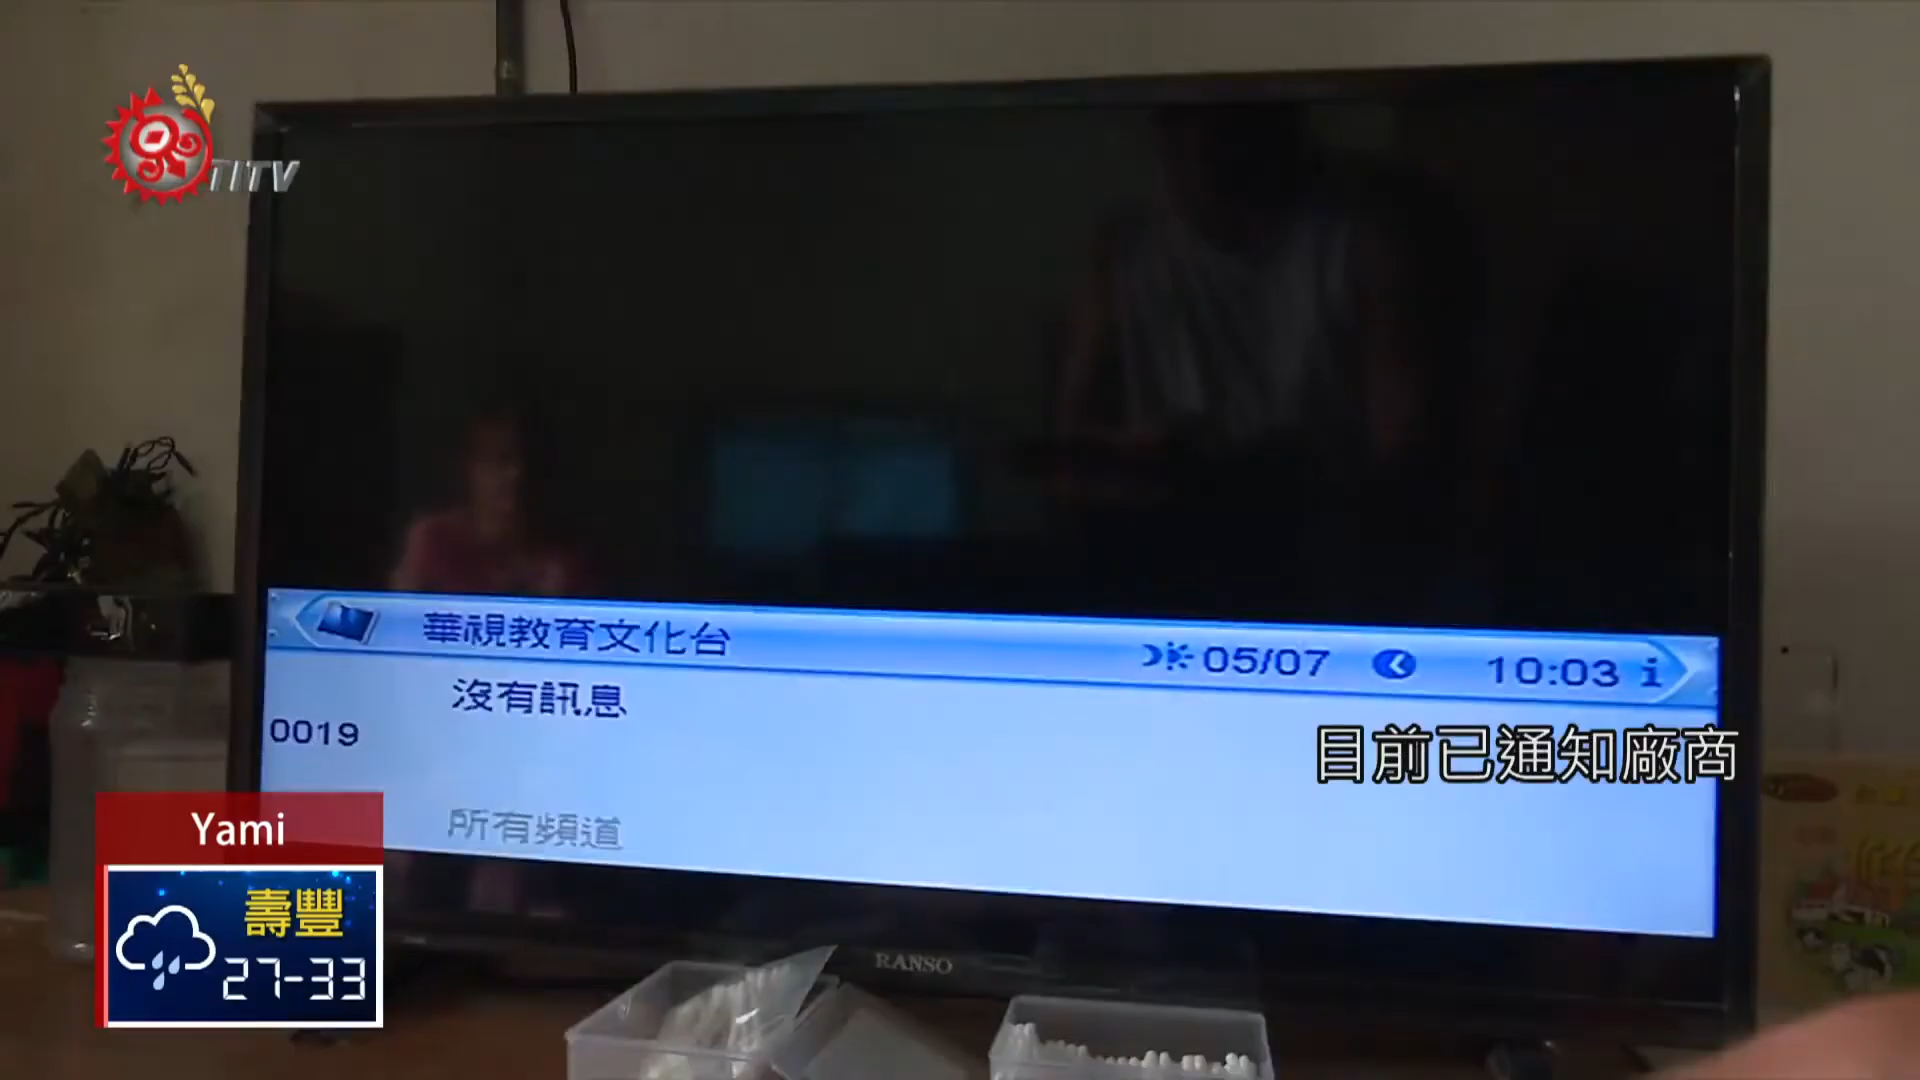 TITV
華視教育文化台
05/07
10:03
i
沒有訊息
0019
目前已通知廠商
所有頻道
Yami
壽豐
27-33
RANSO